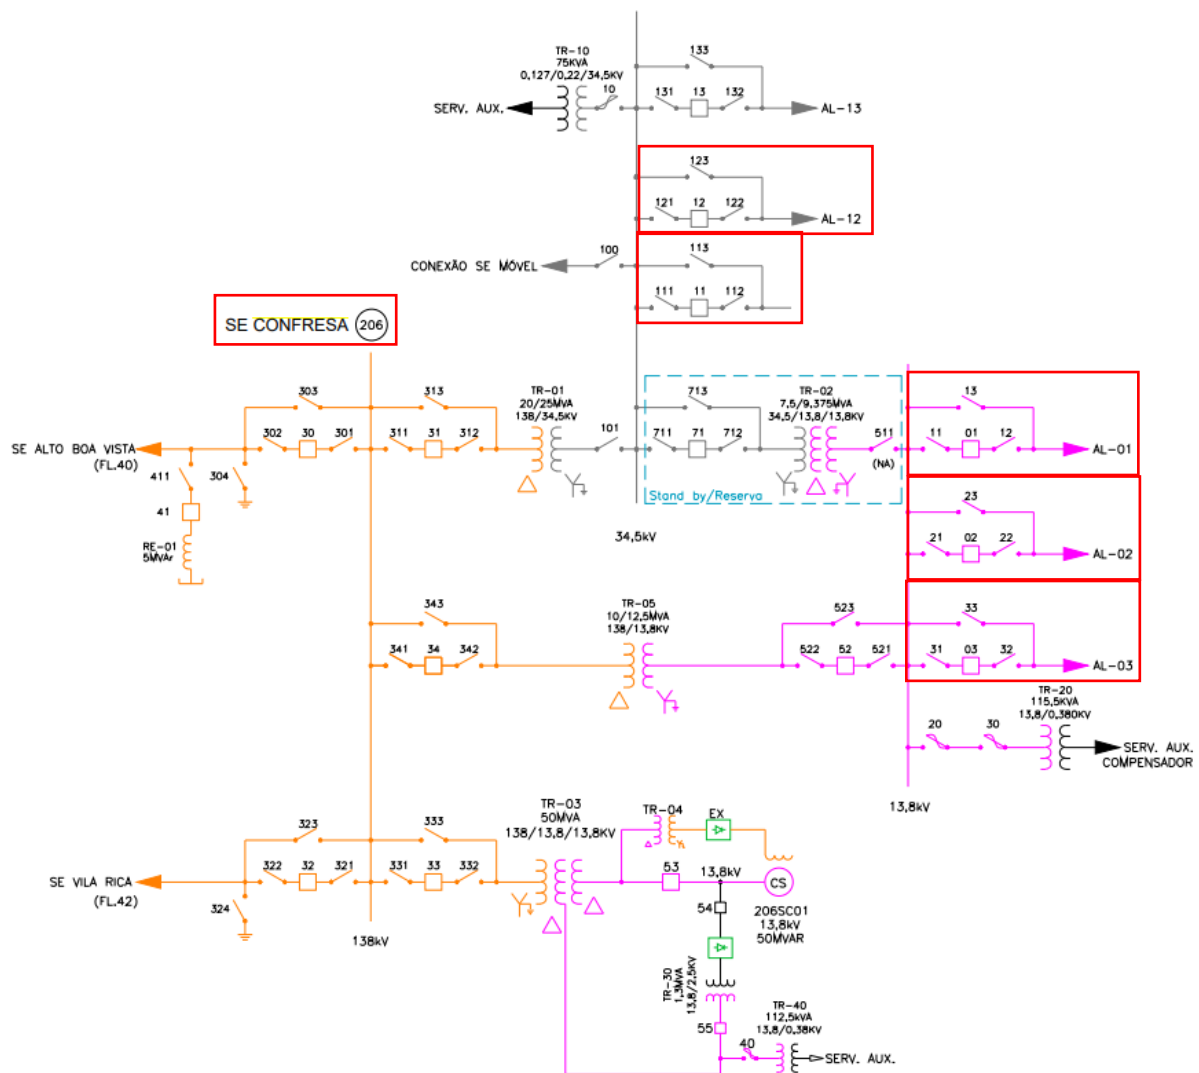 TR-10
75KVA
0,127/0,22/34,5KV
10
SERV. AUX.
133
131 13 132
AL-13
123
121 12 122
AL-12
100
CONEXÃO SE MÓVEL
113
111 11 112
SE CONFRESA 206
303
302 30 301
SE ALTO BOA VISTA
(FL.40)
411
304
41
RE-01
5MVAr
313
311 31 312
TR-01
20/25MVA
138/34,5KV
101
34,5kV
713
711 71 712
TR-02
7,5/9,375MVA
34,5/13,8/13,8KV
511
(NA)
Stand by/Reserva
13
11 01 12
AL-01
23
21 02 22
AL-02
343
341 34 342
TR-05
10/12,5MVA
138/13,8KV
523
522 52 521
33
31 03 32
AL-03
TR-20
115,5KVA
13,8/0,380KV
20 30
SERV. AUX.
COMPENSADOR
13,8kV
323
322 32 321
SE VILA RICA
(FL.42)
324
138kV
333
331 33 332
TR-03
50MVA
138/13,8/13,8KV
TR-04
EX
53
13,8kV
CS
206SC01
13,8kV
50MVAR
54
TR-30
1,3MVA
13,8/2,5KV
55
40
TR-40
112,5kVA
13,8/0,38KV
SERV. AUX.